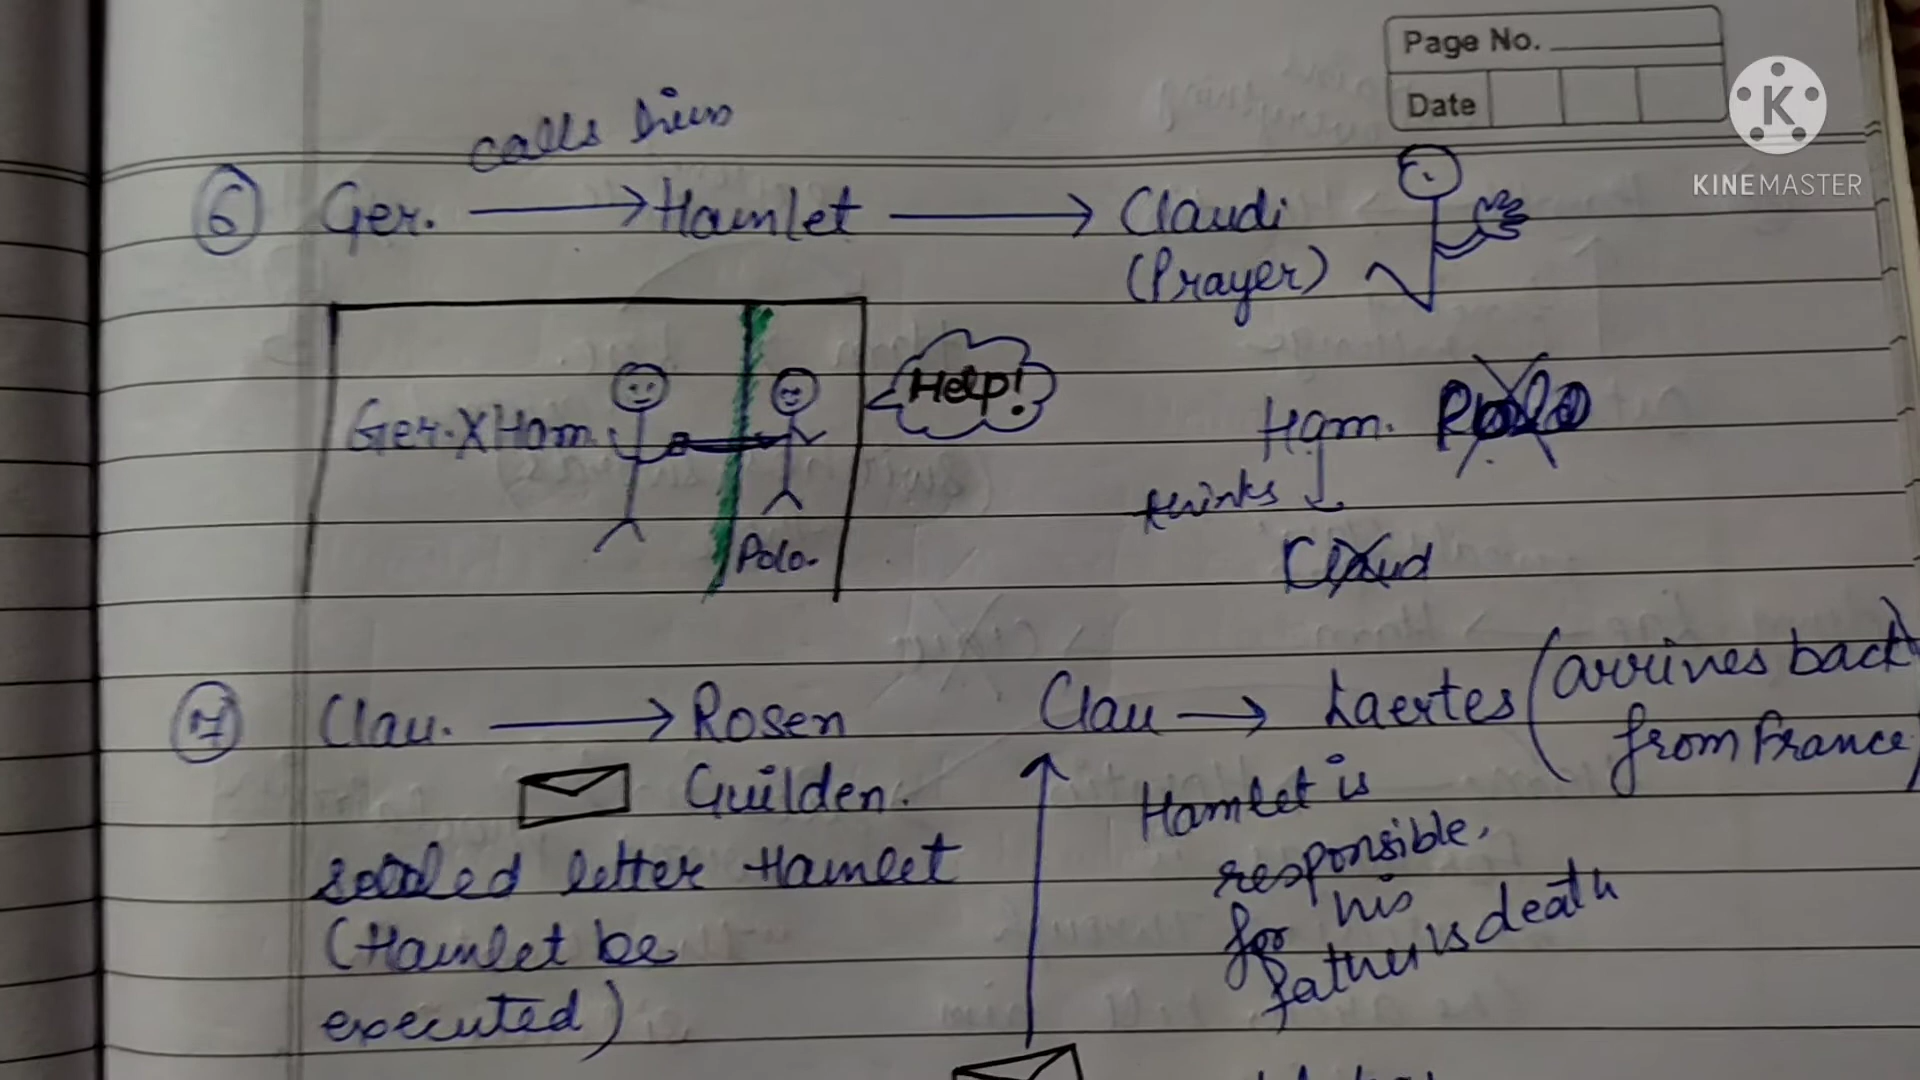 Page No.
Date
K
KINEMASTER
calls him
6 Ger. → Hamlet → Claudi
(Prayer)
Help!
Ger. X Ham.
Polo.
Ham. Polo
thinks ↓
Claud
7 Clau. → Rosen
Guilden.
sealed letter Hamlet
(Hamlet be
executed)
Clau → Laertes (arrives back
from France)
Hamlet is
responsible.
for his
father's death